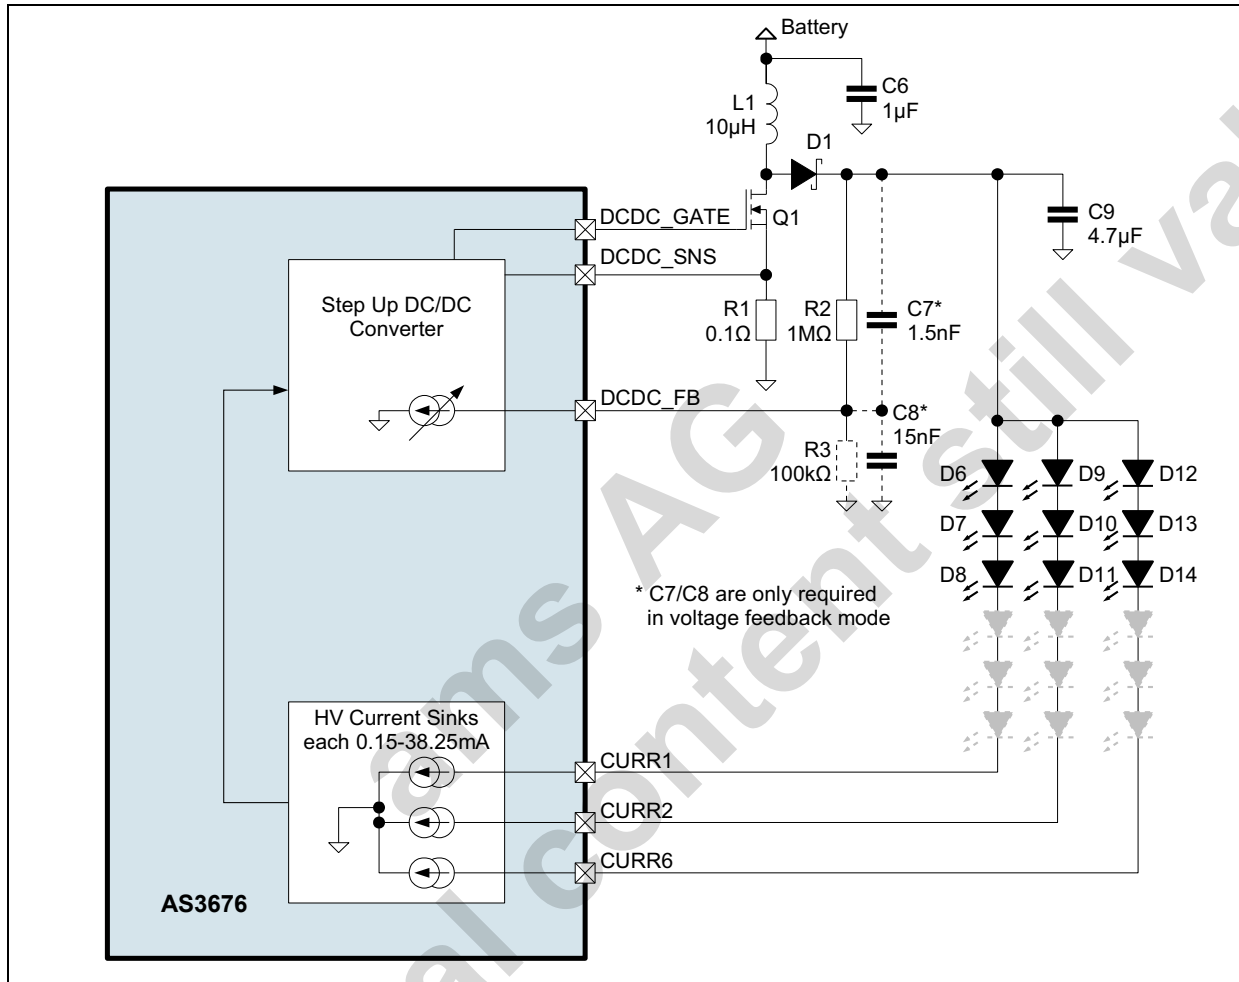 Battery
C6
1µF
L1
10µH
D1
DCDC_GATE
Q1
C9
4.7µF
DCDC_SNS
Step Up DC/DC
Converter
R1
0.1Ω
R2
1MΩ
C7*
1.5nF
DCDC_FB
C8*
15nF
R3
100kΩ
D6
D9
D12
D7
D10
D13
D8
D11
D14
* C7/C8 are only required
in voltage feedback mode
HV Current Sinks
each 0.15-38.25mA
CURR1
CURR2
CURR6
AS3676
ams AG
al content still va